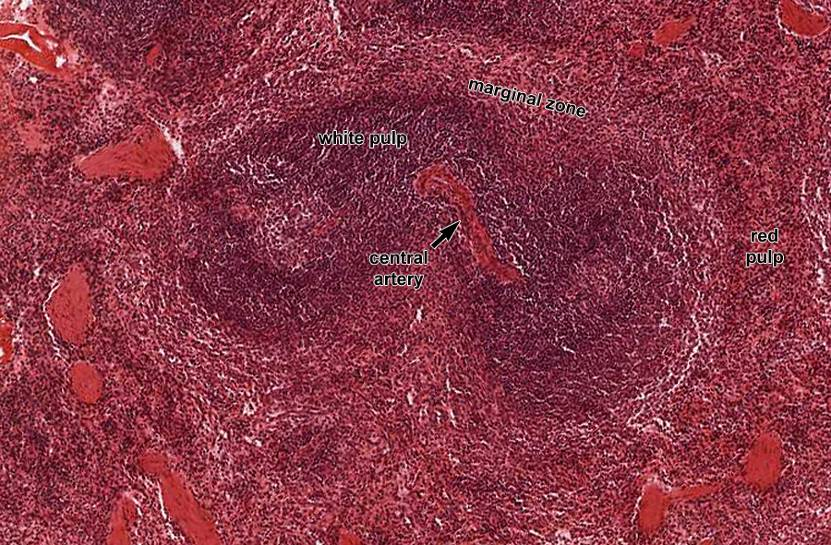 marginal zone
white pulp
central
artery
red
pulp